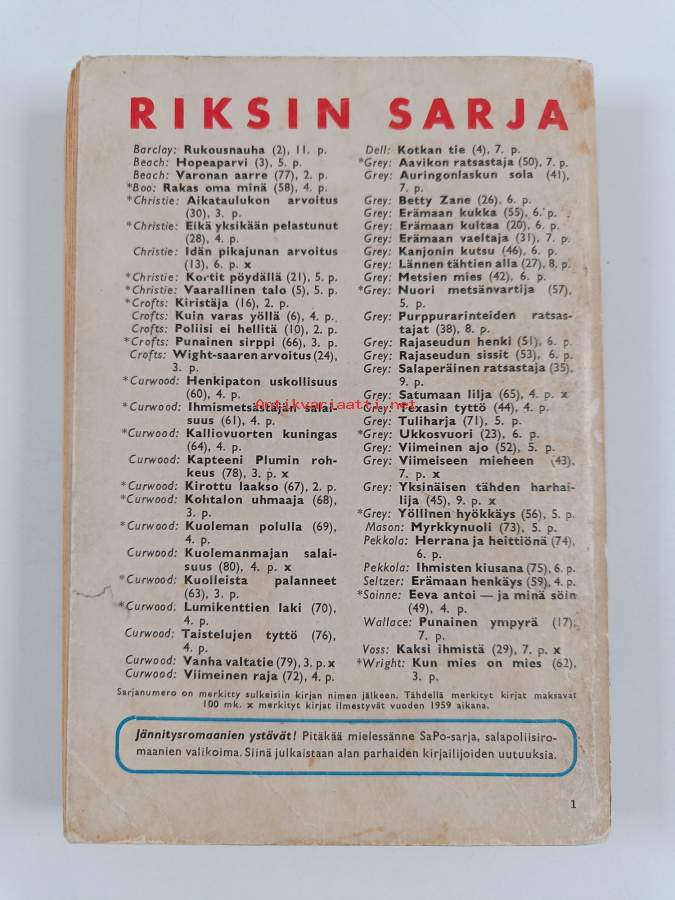 RIKSIN SARJA
Barclay: Rukousnauha (2), 11. p.
Beach: Hopeaparvi (3), 5. p.
Beach: Varonan aarre (77), 2. p.
*Boo: Rakas oma minä (58), 4. p.
*Christie: Aikataulukon arvoitus
(30), 3. p.
*Christie: Eikä yksikään pelastunut
(28), 4. p.
Christie: Idän pikajunan arvoitus
(13), 6. p. x
*Christie: Kortit pöydällä (21), 5. p.
*Christie: Vaarallinen talo (5), 5. p.
*Crofts: Kiristäjä (16), 2. p.
Crofts: Kuin varas yöllä (6), 4. p.
Crofts: Poliisi ei hellitä (10), 2. p.
*Crofts: Punainen sirppi (66), 3. p.
Crofts: Wight-saaren arvoitus (24),
3. p.
*Curwood: Henkipaton uskollisuus
(60), 4. p.
*Curwood: Ihmismetsästäjän salai-
suus (61), 4. p.
*Curwood: Kalliovuorten kuningas
(64), 4. p.
Curwood: Kapteeni Plumin roh-
keus (78), 3. p. x
*Curwood: Kirottu laakso (67), 2. p.
*Curwood: Kohtalon uhmaaja (68),
3. p.
*Curwood: Kuoleman polulla (69),
4. p.
Curwood: Kuolemanmajan salai-
suus (80), 4. p. x
*Curwood: Kuolleista palanneet
(63), 3. p.
*Curwood: Lumikenttien laki (70),
4. p.
Curwood: Taistelujen tyttö (76),
4. p.
Curwood: Vanha valtatie (79), 3. p. x
Curwood: Viimeinen raja (72), 4. p.
Dell: Kotkan tie (4), 7. p.
*Grey: Aavikon ratsastaja (50), 7. p.
Grey: Auringonlaskun sola (41),
7. p.
Grey: Betty Zane (26), 6. p.
Grey: Erämaan kukka (55), 6. p.
Grey: Erämaan kultaa (20), 6. p.
Grey: Erämaan vaeltaja (31), 7. p.
Grey: Kanjonin kutsu (46), 6. p.
Grey: Lännen tähtien alla (27), 8. p.
Grey: Metsien mies (42), 6. p.
*Grey: Nuori metsänvartija (57),
5. p.
Grey: Purppurarinteiden ratsas-
tajat (38), 8. p.
Grey: Rajaseudun henki (51), 6. p.
Grey: Rajaseudun sissit (53), 6. p.
Grey: Salaperäinen ratsastaja (35),
9. p.
Grey: Satumaan lilja (65), 4. p. x
Grey: Texasin tyttö (44), 4. p.
Grey: Tuliharja (71), 5. p.
*Grey: Ukkosvuori (23), 6. p.
Grey: Viimeinen ajo (52), 5. p.
Grey: Viimeiseen mieheen (43),
7. p. x
Grey: Yksinäisen tähden harhai-
lija (45), 9. p. x
*Grey: Yöllinen hyökkäys (56), 5. p.
Mason: Myrkkynuoli (73), 5. p.
Pekkola: Herrana ja heittiönä (74),
6. p.
Pekkola: Ihmisten kiusana (75), 6. p.
Seltzer: Erämaan henkäys (59), 4. p.
*Soinne: Eeva antoi — ja minä söin
(49), 4. p.
Wallace: Punainen ympyrä (17),
7. p.
Voss: Kaksi ihmistä (29), 7. p. x
*Wright: Kun mies on mies (62),
3. p.
Sarjanumero on merkitty sulkeisiin kirjan nimen jälkeen. Tähdellä merkityt kirjat maksavat
100 mk. x merkityt kirjat ilmestyvät vuoden 1959 aikana.
Jännitysromaanien ystävät! Pitäkää mielessänne SaPo-sarja, salapoliisiro-
maanien valikoima. Siinä julkaistaan alan parhaiden kirjailijoiden uutuuksia.
1
Antikvariaatti.net